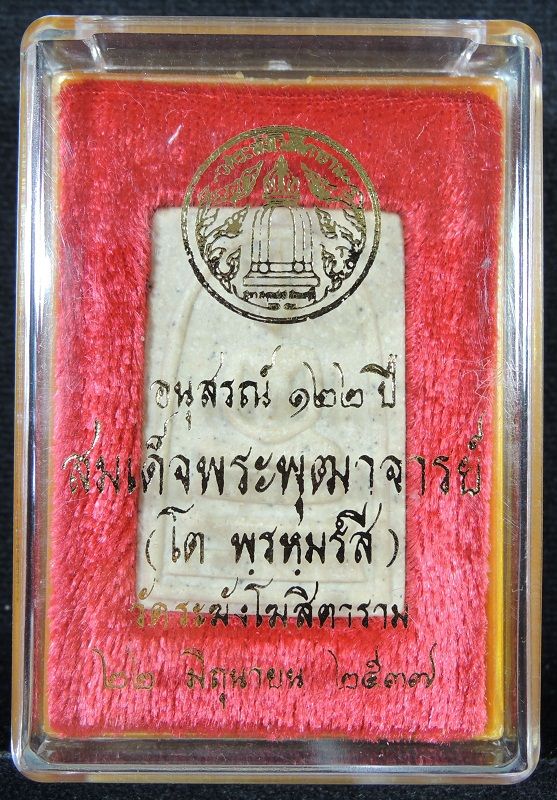 อนุสรณ์ ๑๒๒ ปี
สมเด็จพระพุฒาจารย์
(โต พฺรหฺมรํสี)
วัดระฆังโฆสิตาราม
๒๒ มิถุนายน ๒๕๓๗